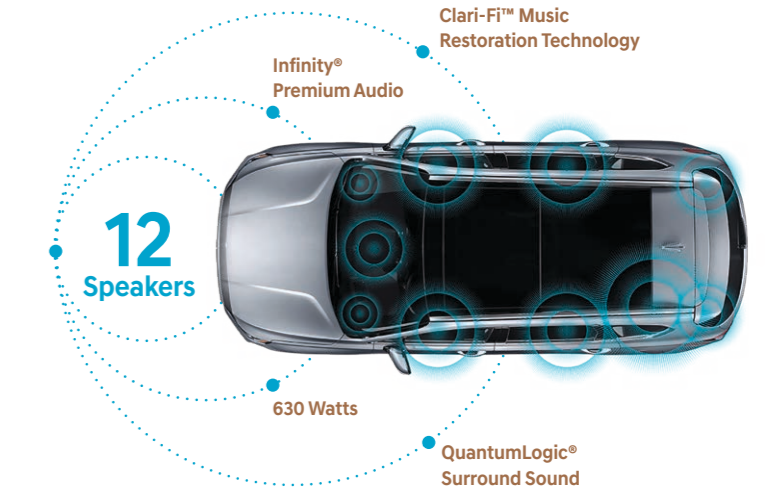 Clari-Fi™ Music
Restoration Technology
Infinity®
Premium Audio
12
Speakers
630 Watts
QuantumLogic®
Surround Sound